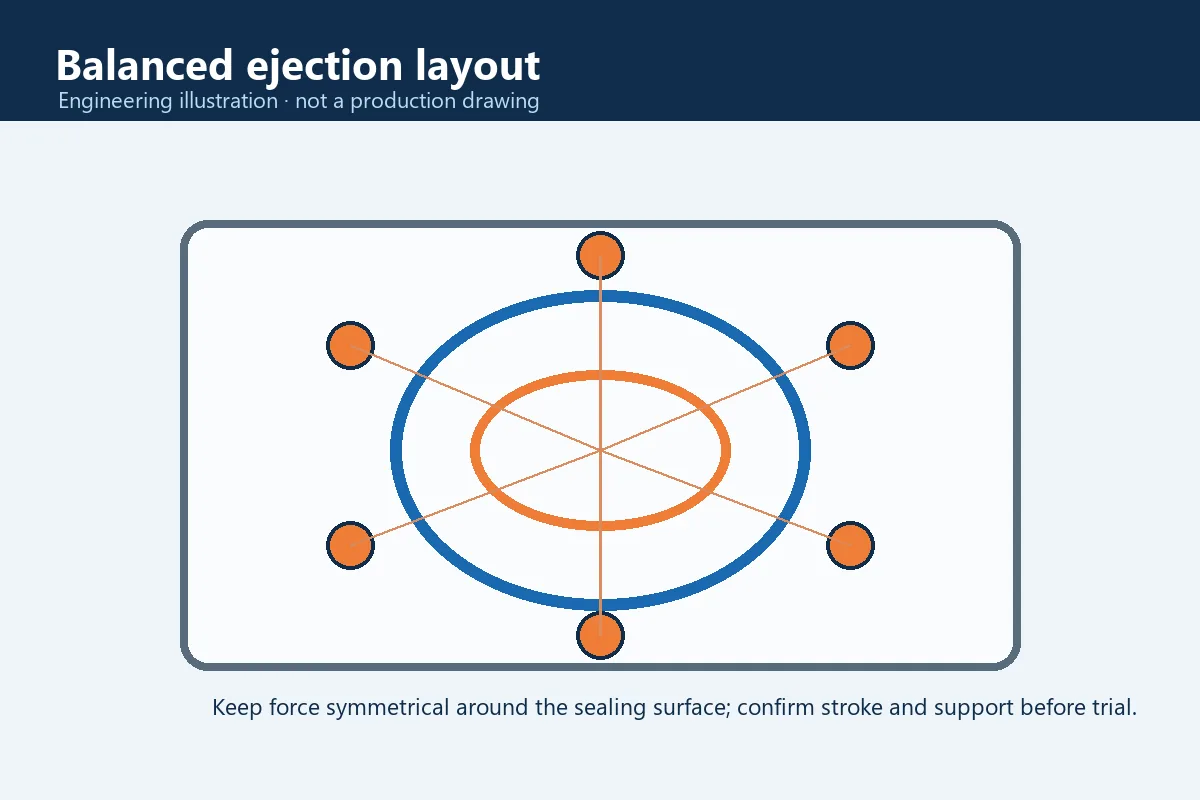 Balanced ejection layout
Engineering illustration · not a production drawing
Keep force symmetrical around the sealing surface; confirm stroke and support before trial.